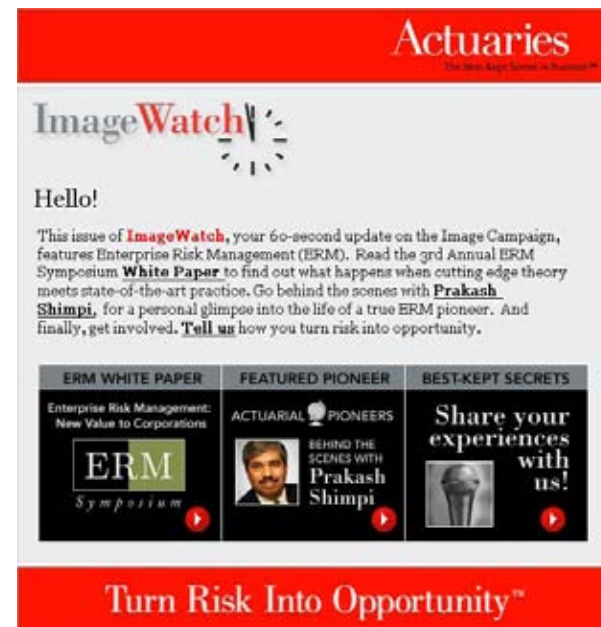 Actuaries
The Best-Kept Secret in Business™
ImageWatch
Hello!
This issue of ImageWatch, your 60-second update on the Image Campaign,
features Enterprise Risk Management (ERM). Read the 3rd Annual ERM
Symposium White Paper to find out what happens when cutting edge theory
meets state-of-the-art practice. Go behind the scenes with Prakash
Shimpi, for a personal glimpse into the life of a true ERM pioneer. And
finally, get involved. Tell us how you turn risk into opportunity.
ERM WHITE PAPER
Enterprise Risk Management:
New Value to Corporations
ERM
Symposium
FEATURED PIONEER
ACTUARIAL PIONEERS
BEHIND THE
SCENES WITH
Prakash
Shimpi
BEST-KEPT SECRETS
Share your
experiences
with
us!
Turn Risk Into Opportunity™